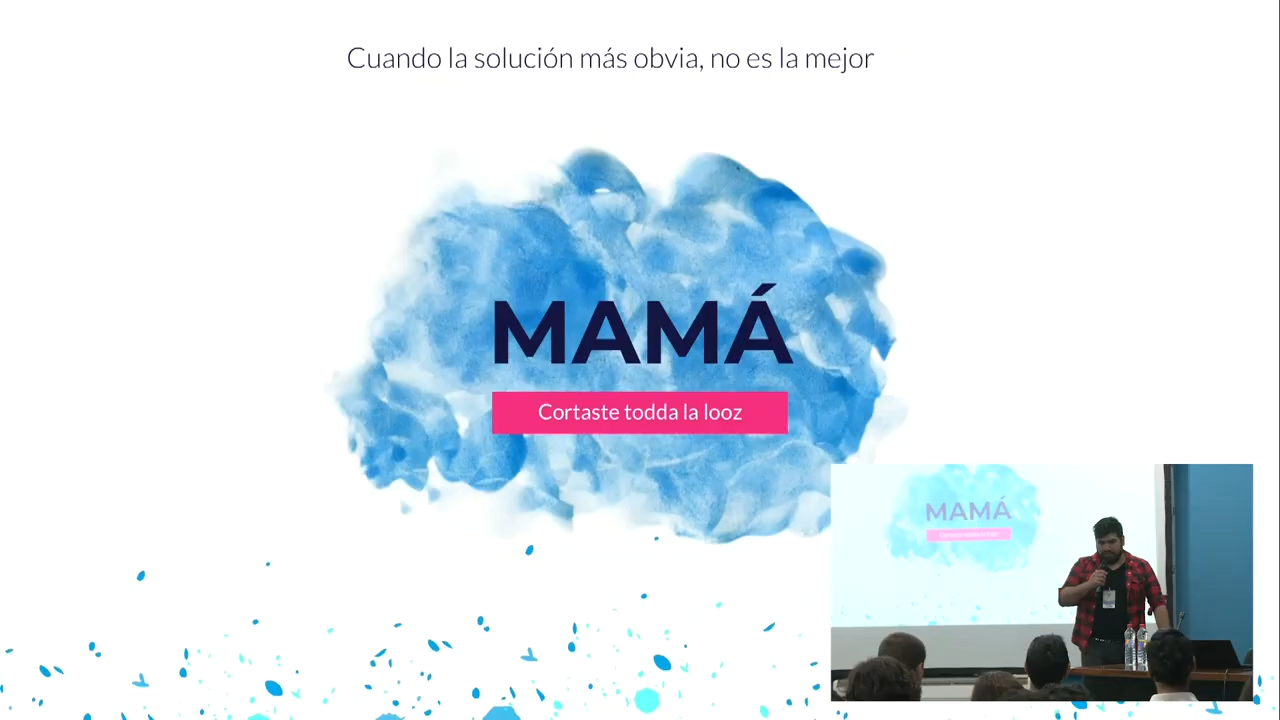 Cuando la solución más obvia, no es la mejor
MAMÁ
Cortaste todda la looz
MAMÁ